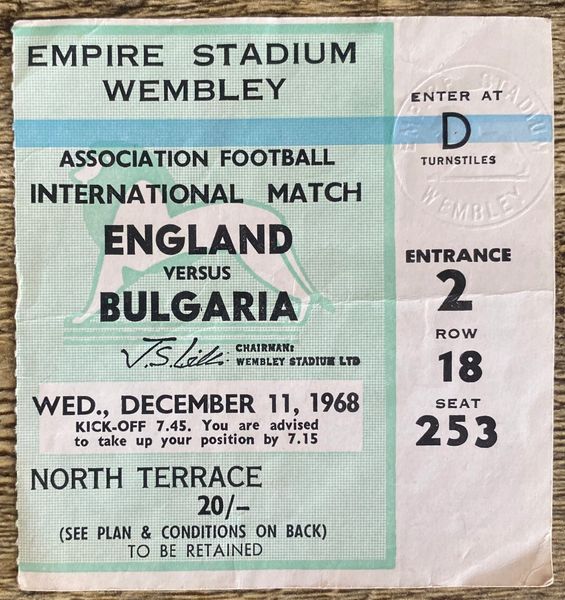 EMPIRE STADIUM
WEMBLEY
ASSOCIATION FOOTBALL
INTERNATIONAL MATCH
ENGLAND
VERSUS
BULGARIA
CHAIRMAN:
WEMBLEY STADIUM LTD
WED., DECEMBER 11, 1968
KICK-OFF 7.45. You are advised
to take up your position by 7.15
NORTH TERRACE
20/-
(SEE PLAN & CONDITIONS ON BACK)
TO BE RETAINED
ENTER AT
D
TURNSTILES
STADIUM
WEMBLEY
ENTRANCE
2
ROW
18
SEAT
253